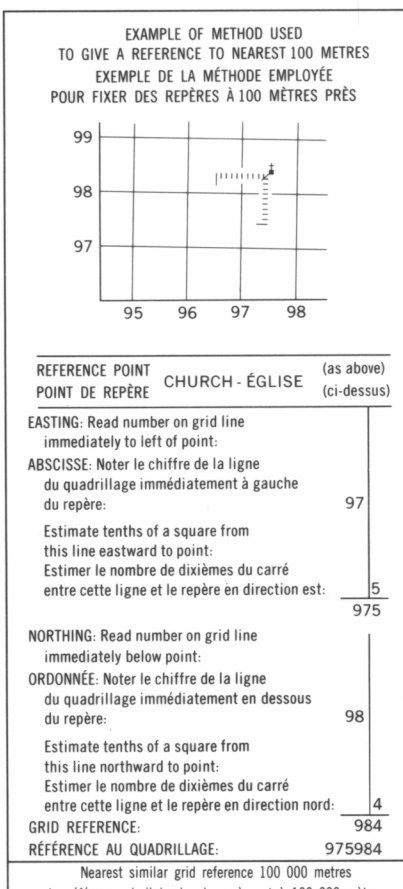 EXAMPLE OF METHOD USED
TO GIVE A REFERENCE TO NEAREST 100 METRES
EXEMPLE DE LA MÉTHODE EMPLOYÉE
POUR FIXER DES REPÈRES À 100 MÈTRES PRÈS
99
98
97
95 96 97 98
REFERENCE POINT
POINT DE REPÈRE
CHURCH - ÉGLISE
(as above)
(ci-dessus)
EASTING: Read number on grid line
immediately to left of point:
ABSCISSE: Noter le chiffre de la ligne
du quadrillage immédiatement à gauche
du repère: 97
Estimate tenths of a square from
this line eastward to point:
Estimer le nombre de dixièmes du carré
entre cette ligne et le repère en direction est: 5
975
NORTHING: Read number on grid line
immediately below point:
ORDONNÉE: Noter le chiffre de la ligne
du quadrillage immédiatement en dessous
du repère: 98
Estimate tenths of a square from
this line northward to point:
Estimer le nombre de dixièmes du carré
entre cette ligne et le repère en direction nord: 4
GRID REFERENCE: 984
RÉFÉRENCE AU QUADRILLAGE: 975984
Nearest similar grid reference 100 000 metres